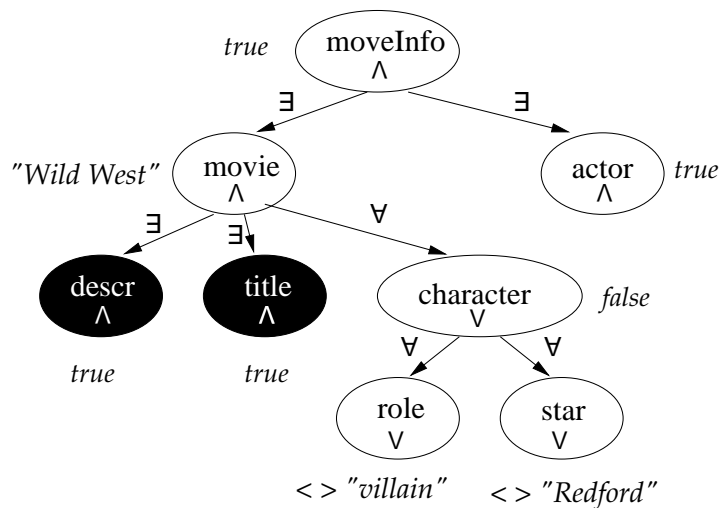 true moveInfo
Λ
∃ ∃
"Wild West" movie actor true
Λ Λ
∃ ∃ ∀
descr title character false
Λ Λ V
true true ∀ ∀
role star
V V
< > "villain" < > "Redford"